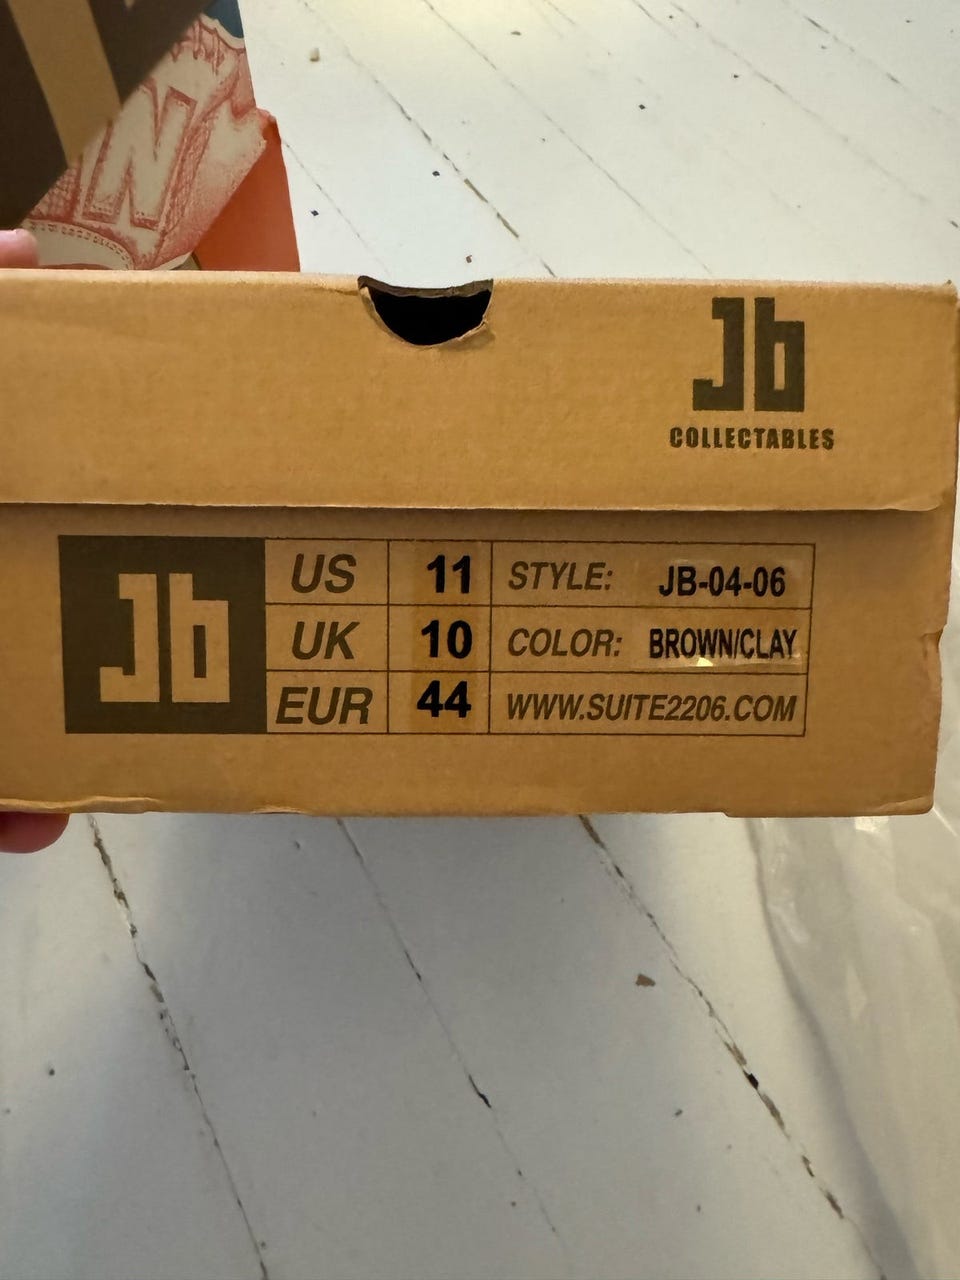 IN
Jb
COLLECTABLES
Jb
US 11 STYLE: JB-04-06
UK 10 COLOR: BROWN/CLAY
EUR 44 WWW.SUITE2206.COM